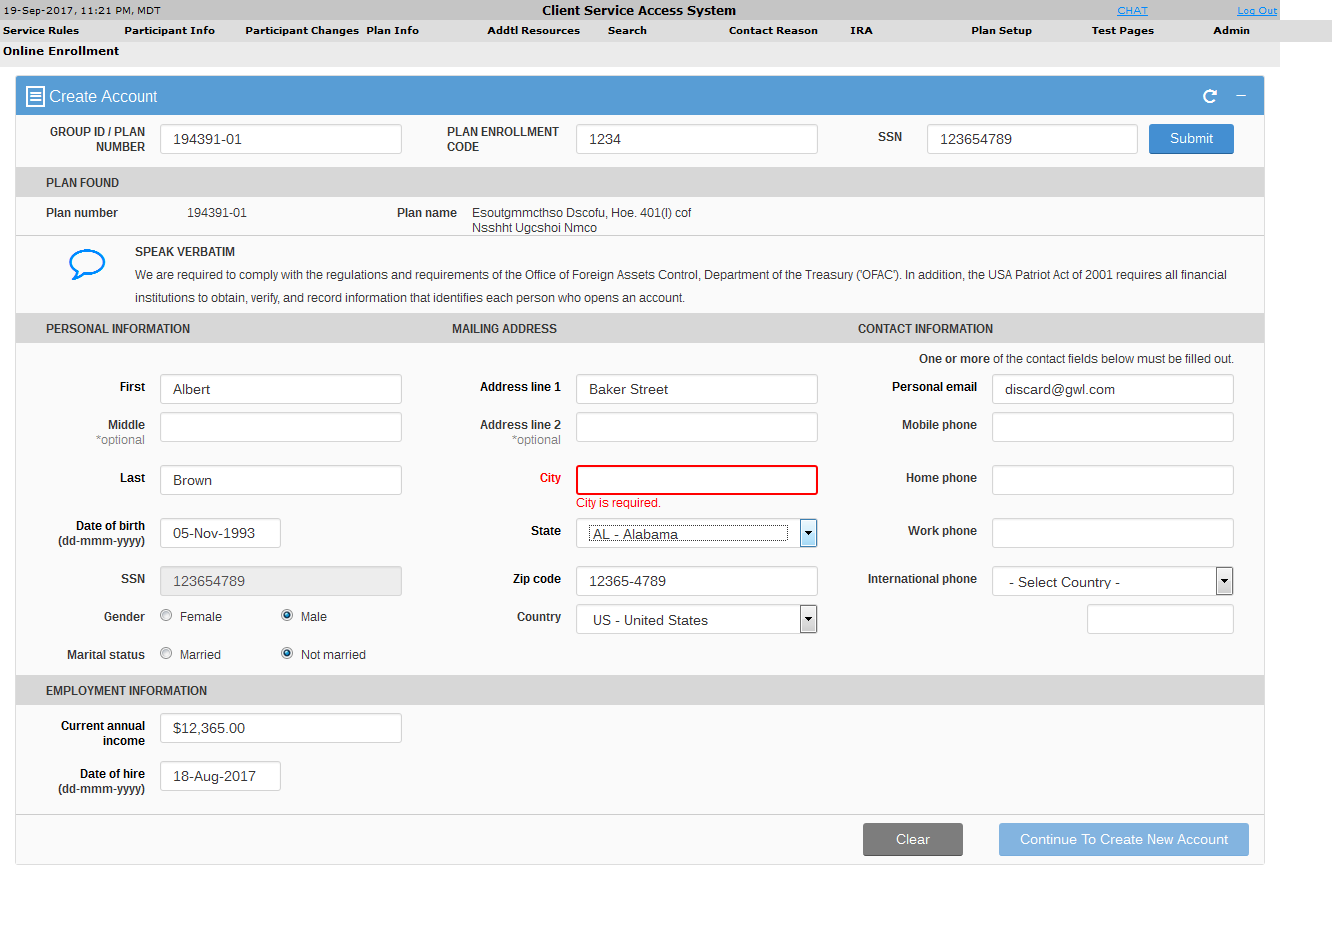 19-Sep-2017, 11:21 PM, MDT Client Service Access System CHAT Log Out
Service Rules Participant Info Participant Changes Plan Info Addtl Resources Search Contact Reason IRA Plan Setup Test Pages Admin
Online Enrollment
Create Account
GROUP ID / PLAN NUMBER 194391-01 PLAN ENROLLMENT CODE 1234 SSN 123654789 Submit
PLAN FOUND
Plan number 194391-01 Plan name Esoutgmmcthso Dscofu, Hoe. 401(l) cof
Nsshht Ugcshoi Nmco
SPEAK VERBATIM
We are required to comply with the regulations and requirements of the Office of Foreign Assets Control, Department of the Treasury ('OFAC'). In addition, the USA Patriot Act of 2001 requires all financial
institutions to obtain, verify, and record information that identifies each person who opens an account.
PERSONAL INFORMATION MAILING ADDRESS CONTACT INFORMATION
One or more of the contact fields below must be filled out.
First Albert Address line 1 Baker Street Personal email discard@gwl.com
Middle Address line 2 Mobile phone
*optional *optional
Last Brown City Home phone
City is required.
Date of birth 05-Nov-1993 State AL - Alabama Work phone
(dd-mmm-yyyy)
SSN 123654789 Zip code 12365-4789 International phone - Select Country -
Gender Female Male Country US - United States
Marital status Married Not married
EMPLOYMENT INFORMATION
Current annual income $12,365.00
Date of hire 18-Aug-2017
(dd-mmm-yyyy)
Clear Continue To Create New Account